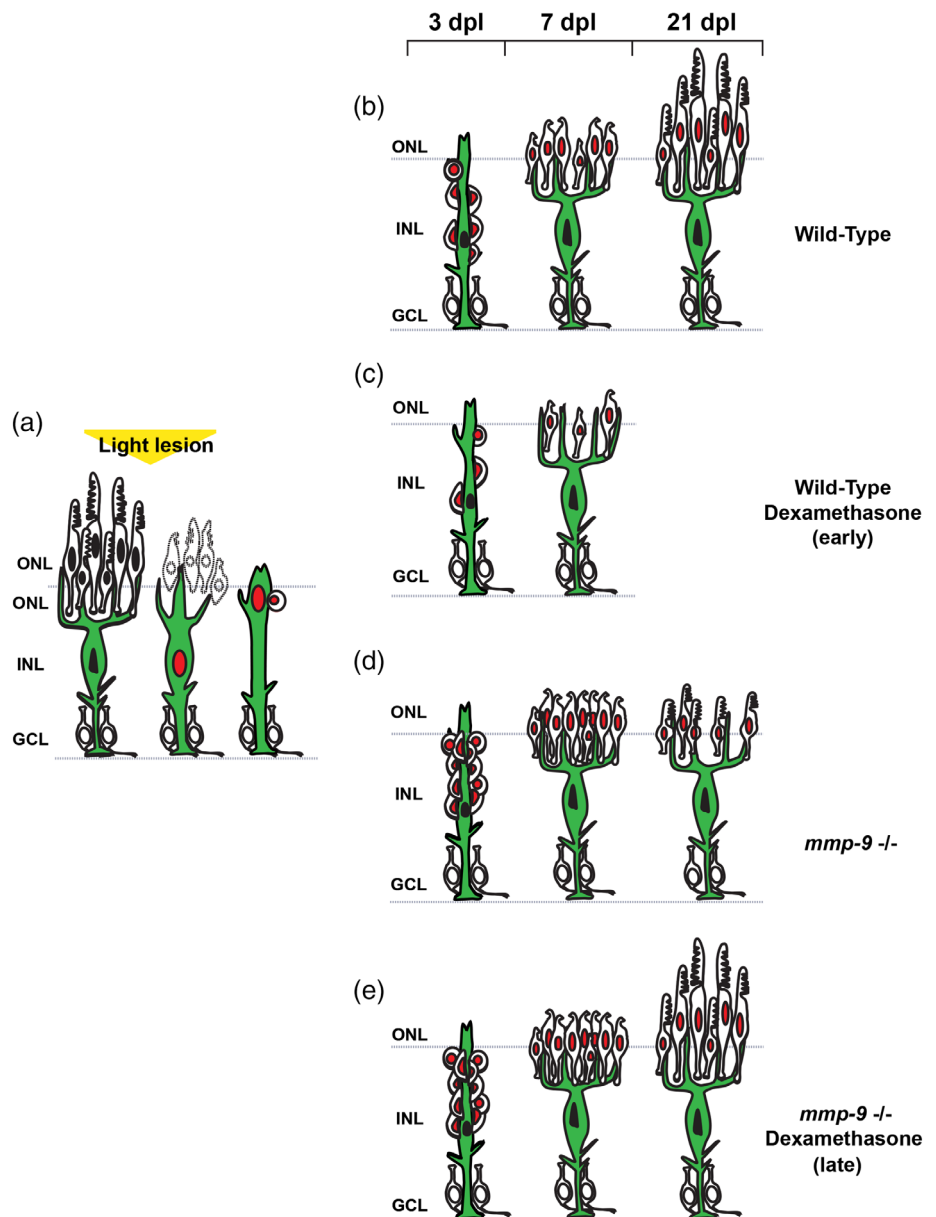 3 dpl 7 dpl 21 dpl
(b)
ONL
INL
GCL
Wild-Type
(c)
ONL
INL
GCL
Wild-Type
Dexamethasone
(early)
(a)
Light lesion
ONL
ONL
INL
GCL
(d)
ONL
INL
GCL
mmp-9 -/-
(e)
ONL
INL
GCL
mmp-9 -/-
Dexamethasone
(late)